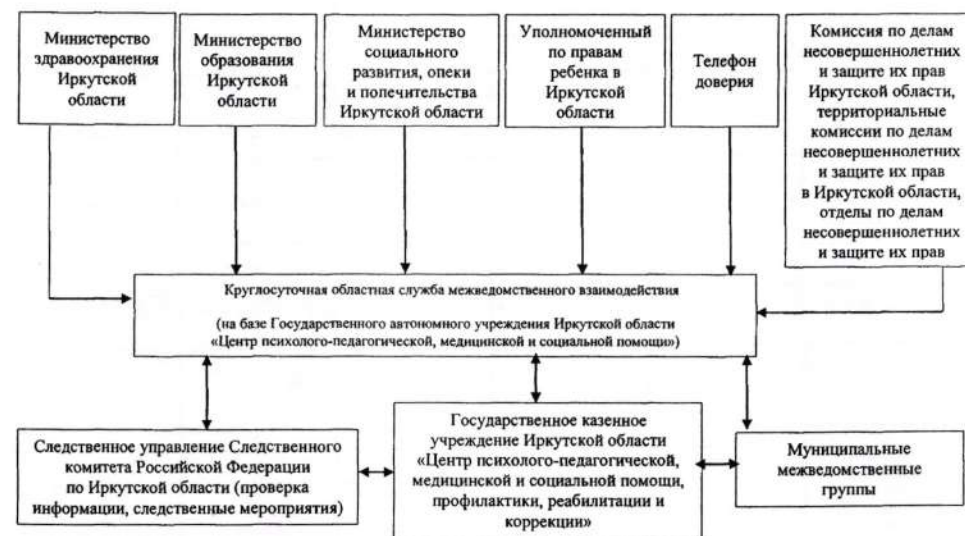 Министерство
здравоохранения
Иркутской
области
Министерство
образования
Иркутской
области
Министерство
социального
развития, опеки
и попечительства
Иркутской области
Уполномоченный
по правам
ребенка в
Иркутской
области
Телефон
доверия
Комиссия по делам
несовершеннолетних
и защите их прав
Иркутской области,
территориальные
комиссии по делам
несовершеннолетних
и защите их прав
в Иркутской области,
отделы по делам
несовершеннолетних
и защите их прав
Круглосуточная областная служба межведомственного взаимодействия
(на базе Государственного автономного учреждения Иркутской области
«Центр психолого-педагогической, медицинской и социальной помощи»)
Следственное управление Следственного
комитета Российской Федерации
по Иркутской области (проверка
информации, следственные мероприятия)
Государственное казенное
учреждение Иркутской области
«Центр психолого-педагогической,
медицинской и социальной помощи,
профилактики, реабилитации и
коррекции»
Муниципальные
межведомственные
группы